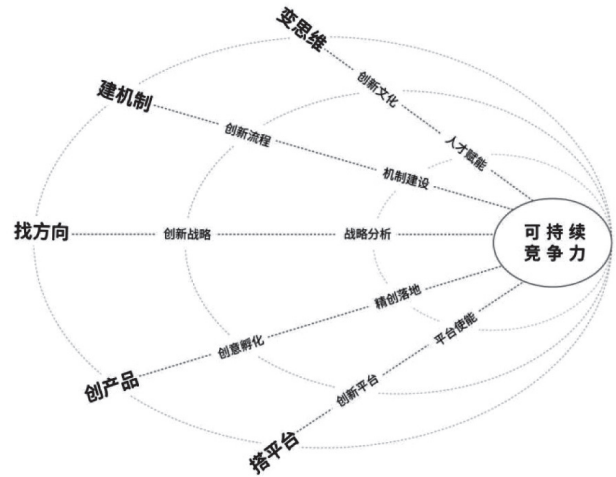 变思维
创新文化
人才赋能
建机制
创新流程
机制建设
找方向
创新战略
战略分析
可持续
竞争力
精创落地
创意孵化
创产品
平台使能
创新平台
搭平台